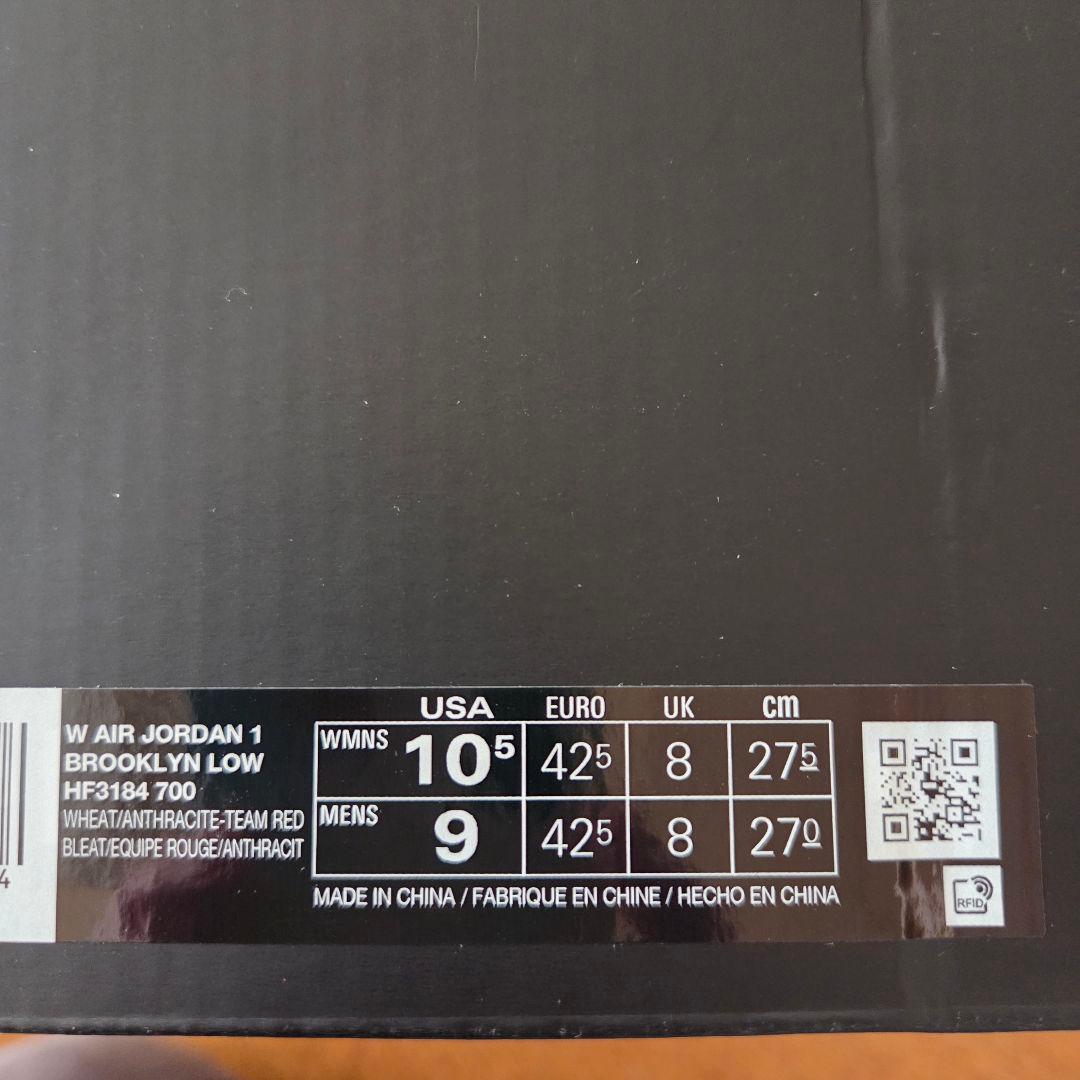 W AIR JORDAN 1
BROOKLYN LOW
HF3184 700
WHEAT/ANTHRACITE-TEAM RED
BLEAT/EQUIPE ROUGE/ANTHRACIT
USA EURO UK cm
WMNS 10⁵ 42⁵ 8 27⁵
MENS 9 42⁵ 8 27⁰
MADE IN CHINA / FABRIQUE EN CHINE / HECHO EN CHINA
RFID
4